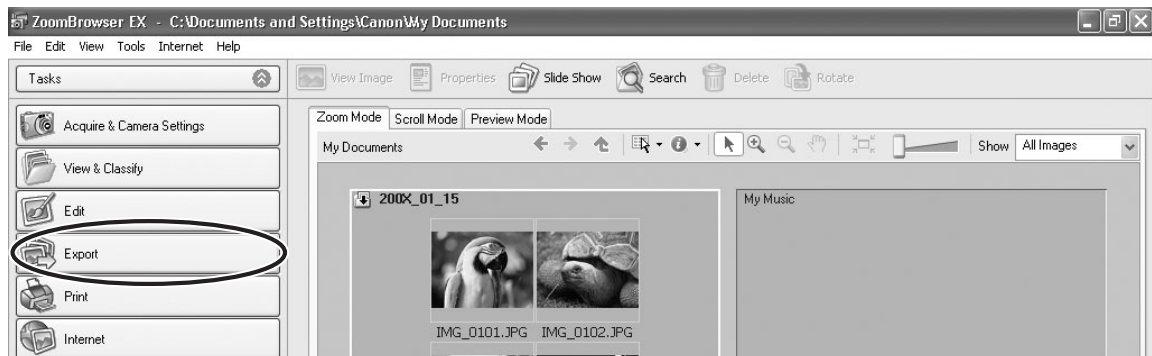 ZoomBrowser EX - C:\Documents and Settings\Canon\My Documents
File Edit View Tools Internet Help
Tasks
View Image Properties Slide Show Search Delete Rotate
Acquire & Camera Settings
Zoom Mode Scroll Mode Preview Mode
My Documents Show All Images
View & Classify
Edit
200X_01_15 My Music
Export
Print
IMG_0101.JPG IMG_0102.JPG
Internet